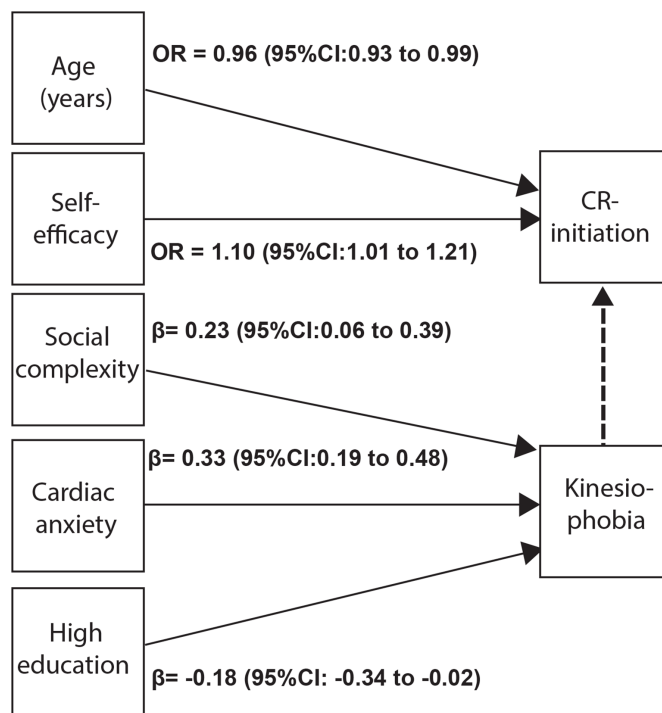 Age
(years)
OR = 0.96 (95%CI:0.93 to 0.99)
Self-
efficacy
OR = 1.10 (95%CI:1.01 to 1.21)
CR-
initiation
Social
complexity
β= 0.23 (95%CI:0.06 to 0.39)
Cardiac
anxiety
β= 0.33 (95%CI:0.19 to 0.48)
Kinesio-
phobia
High
education
β= -0.18 (95%CI: -0.34 to -0.02)